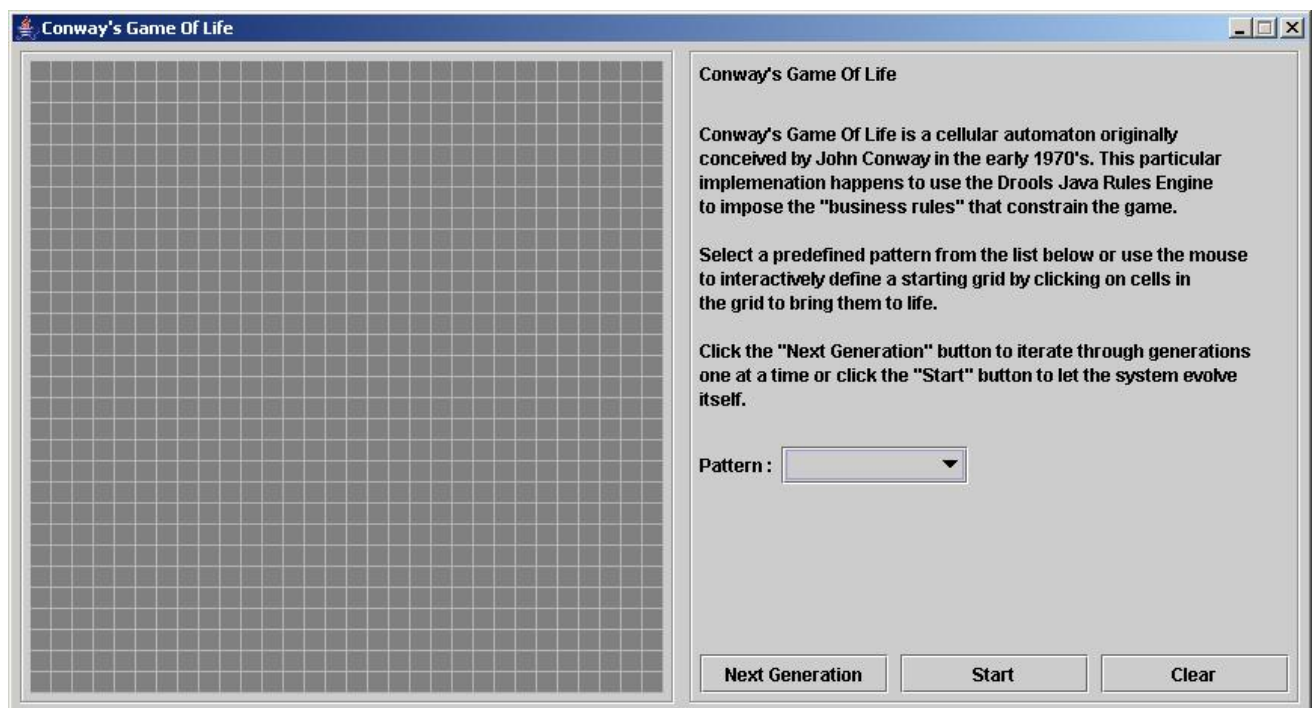 Conway's Game Of Life
Conway's Game Of Life
Conway's Game Of Life is a cellular automaton originally
conceived by John Conway in the early 1970's. This particular
implemenation happens to use the Drools Java Rules Engine
to impose the "business rules" that constrain the game.
Select a predefined pattern from the list below or use the mouse
to interactively define a starting grid by clicking on cells in
the grid to bring them to life.
Click the "Next Generation" button to iterate through generations
one at a time or click the "Start" button to let the system evolve
itself.
Pattern :
Next Generation Start Clear